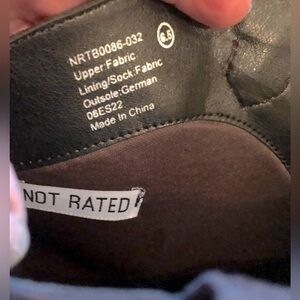 NRTB0086-032 6.5
Upper:Fabric
Lining/Sock:Fabric
Outsole:German
08ES22
Made In China
NOT RATED